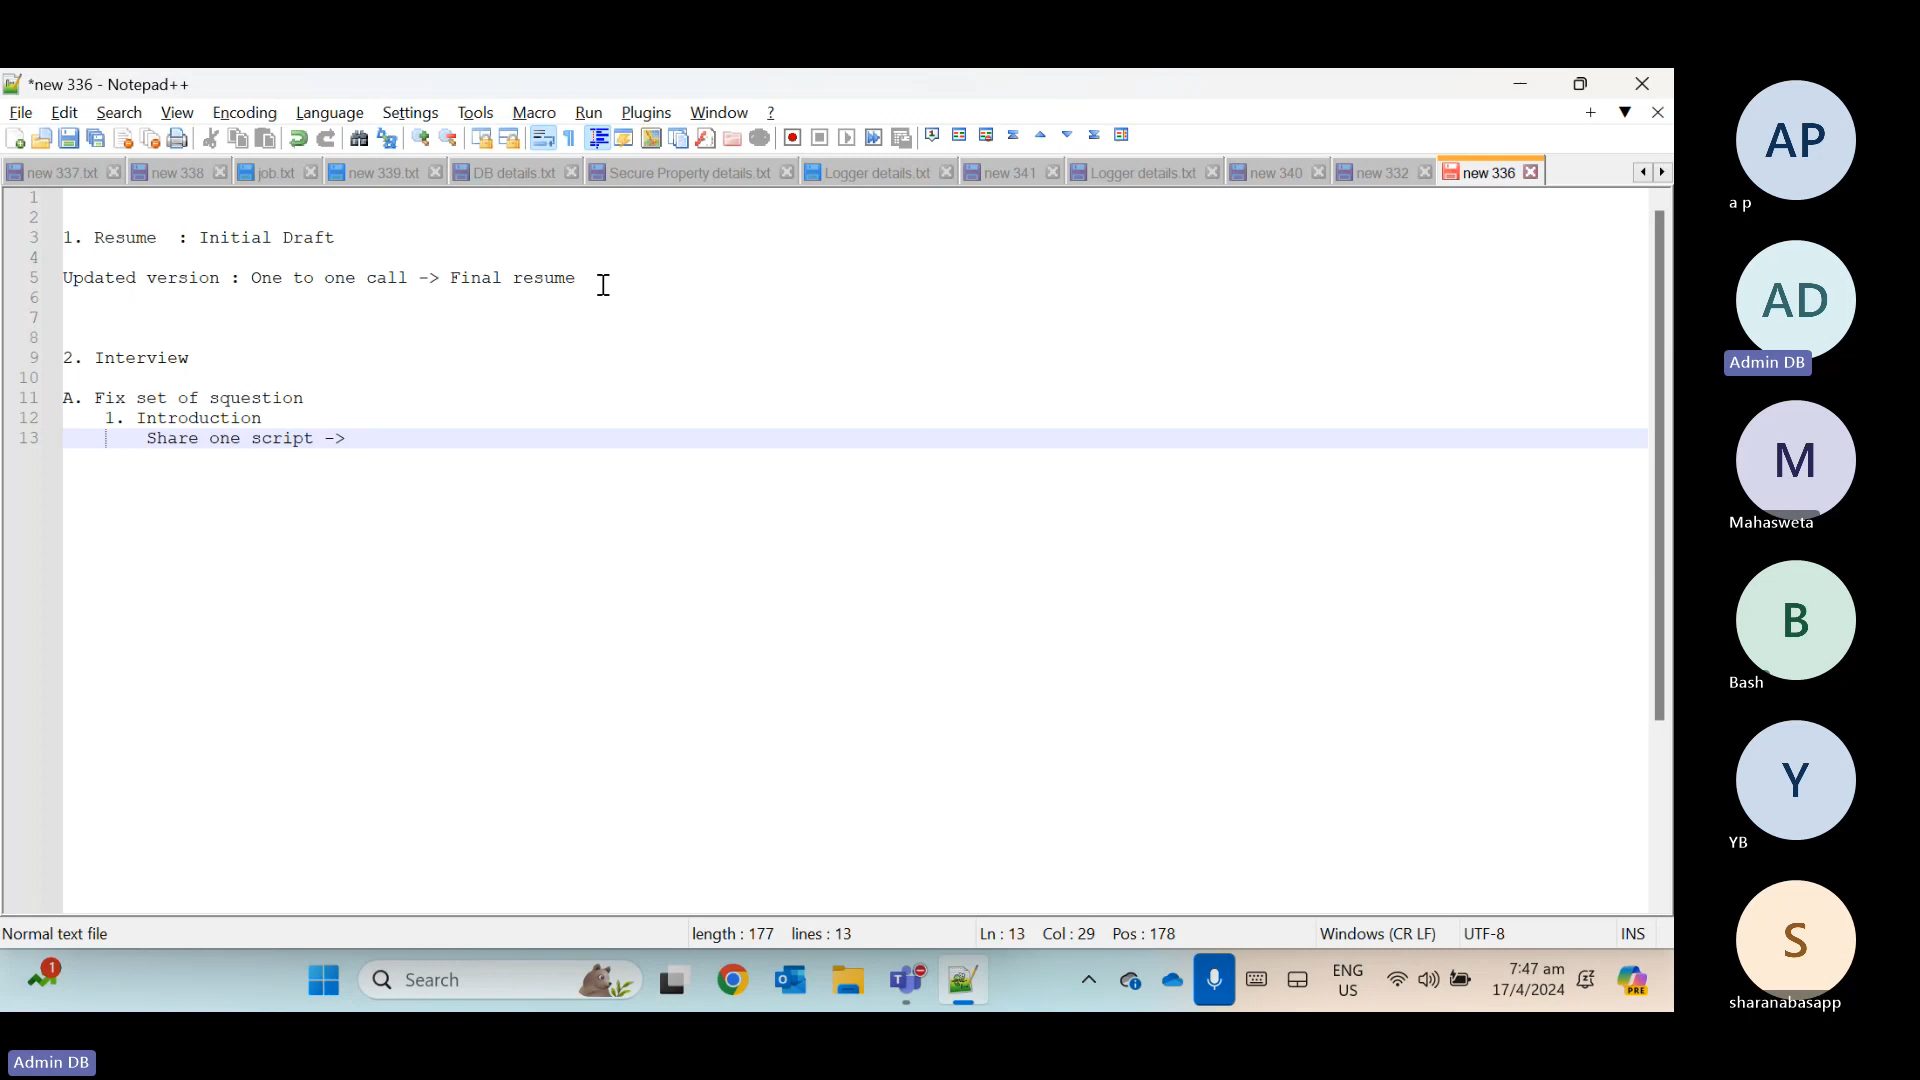 *new 336 - Notepad++
File Edit Search View Encoding Language Settings Tools Macro Run Plugins Window ?
new 337.txt new 338 job.txt new 339.txt DB details.txt Secure Property details.txt Logger details.txt new 341 Logger details.txt new 340 new 332 new 336
1
2
3 1. Resume : Initial Draft
4
5 Updated version : One to one call -> Final resume
6
7
8
9 2. Interview
10
11 A. Fix set of squestion
12 1. Introduction
13 Share one script ->
Normal text file length : 177 lines : 13 Ln : 13 Col : 29 Pos : 178 Windows (CR LF) UTF-8 INS
1
Search
PRE
ENG
US
7:47 am
17/4/2024
AP
a p
AD
Admin DB
M
Mahasweta
B
Bash
Y
YB
S
sharanabasapp
Admin DB